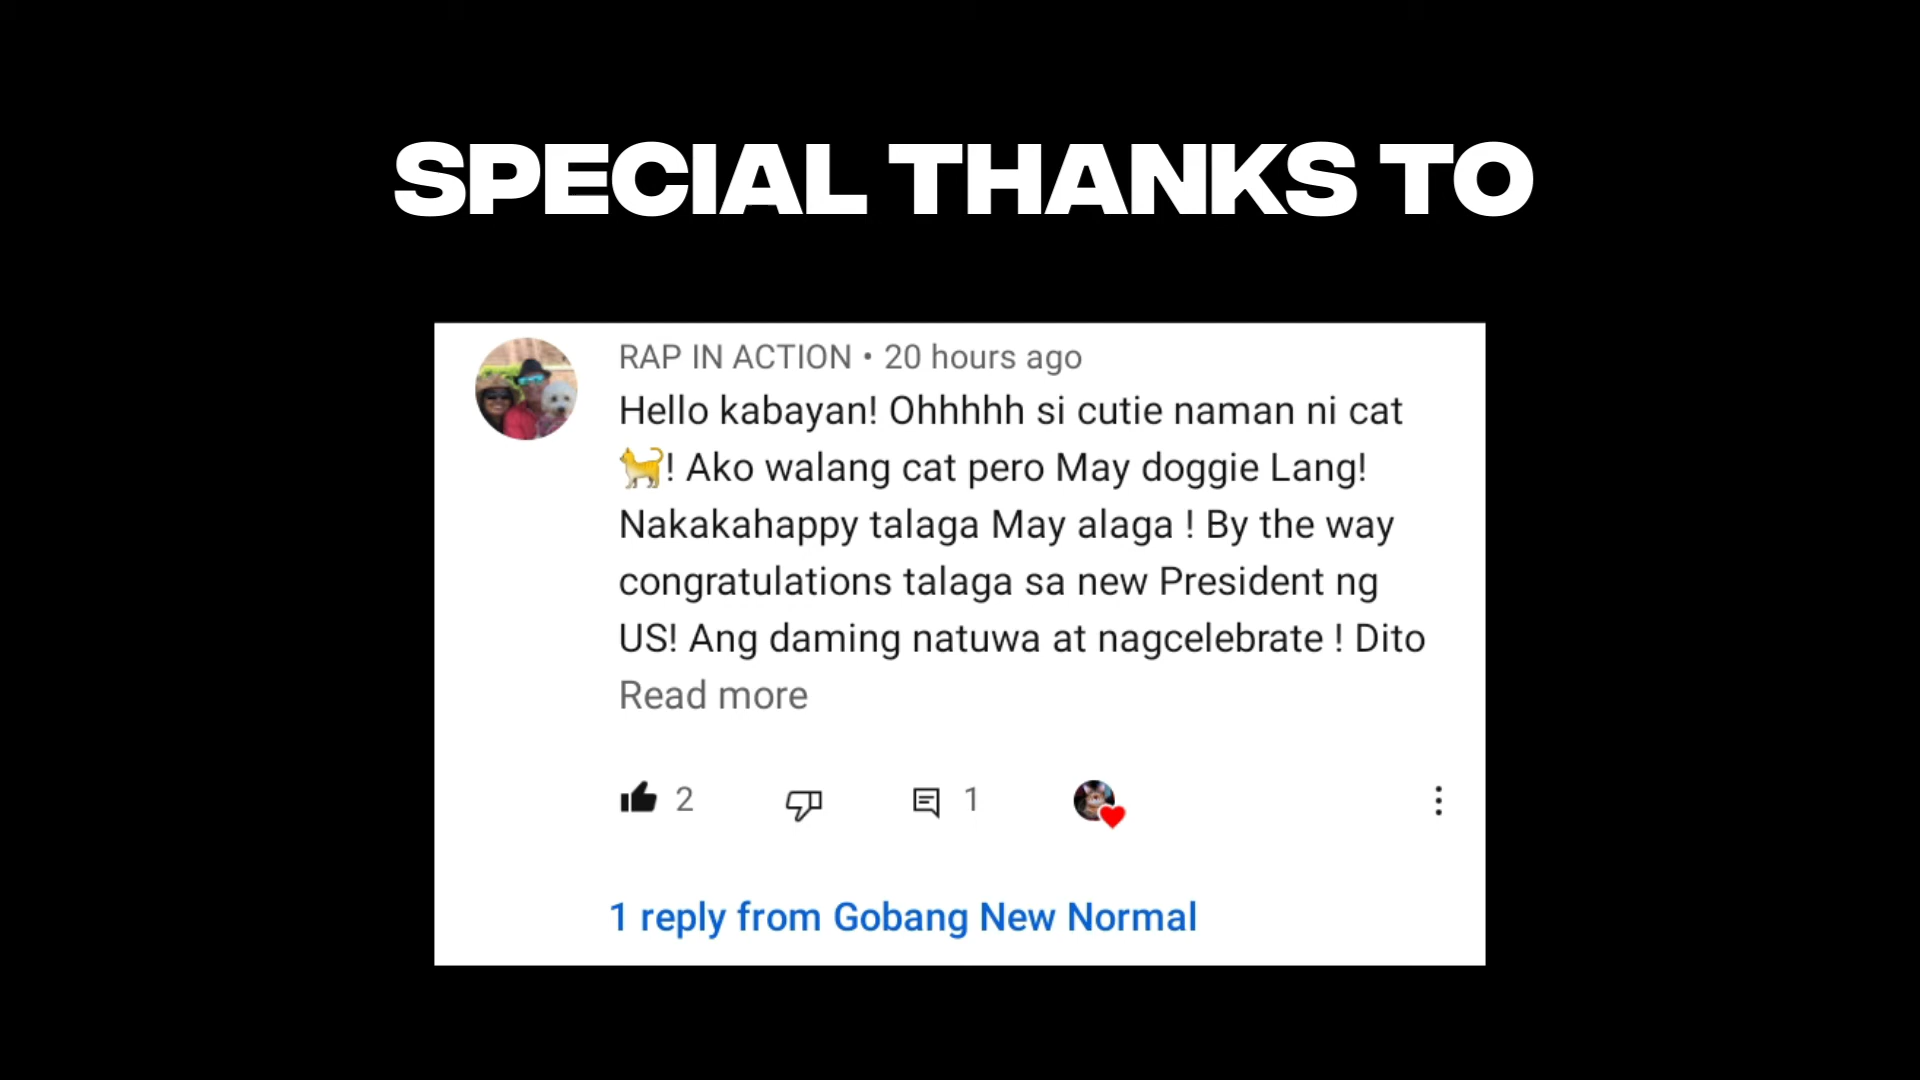 SPECIAL THANKS TO
RAP IN ACTION • 20 hours ago
Hello kabayan! Ohhhhh si cutie naman ni cat
🐈! Ako walang cat pero May doggie Lang!
Nakakahappy talaga May alaga ! By the way
congratulations talaga sa new President ng
US! Ang daming natuwa at nagcelebrate ! Dito
Read more
2 1
1 reply from Gobang New Normal